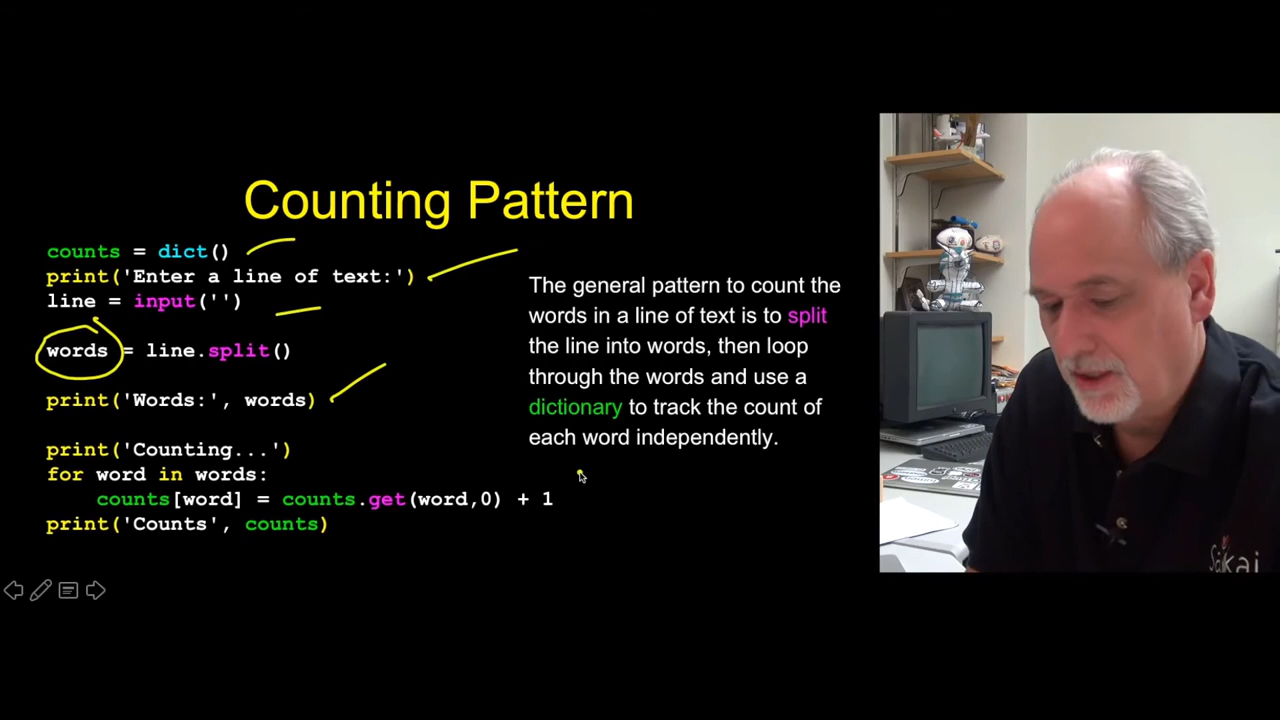 Counting Pattern
counts = dict()
print('Enter a line of text:')
line = input('')
words = line.split()
print('Words:', words)
print('Counting...')
for word in words:
    counts[word] = counts.get(word,0) + 1
print('Counts', counts)
The general pattern to count the
words in a line of text is to split
the line into words, then loop
through the words and use a
dictionary to track the count of
each word independently.
Sakai